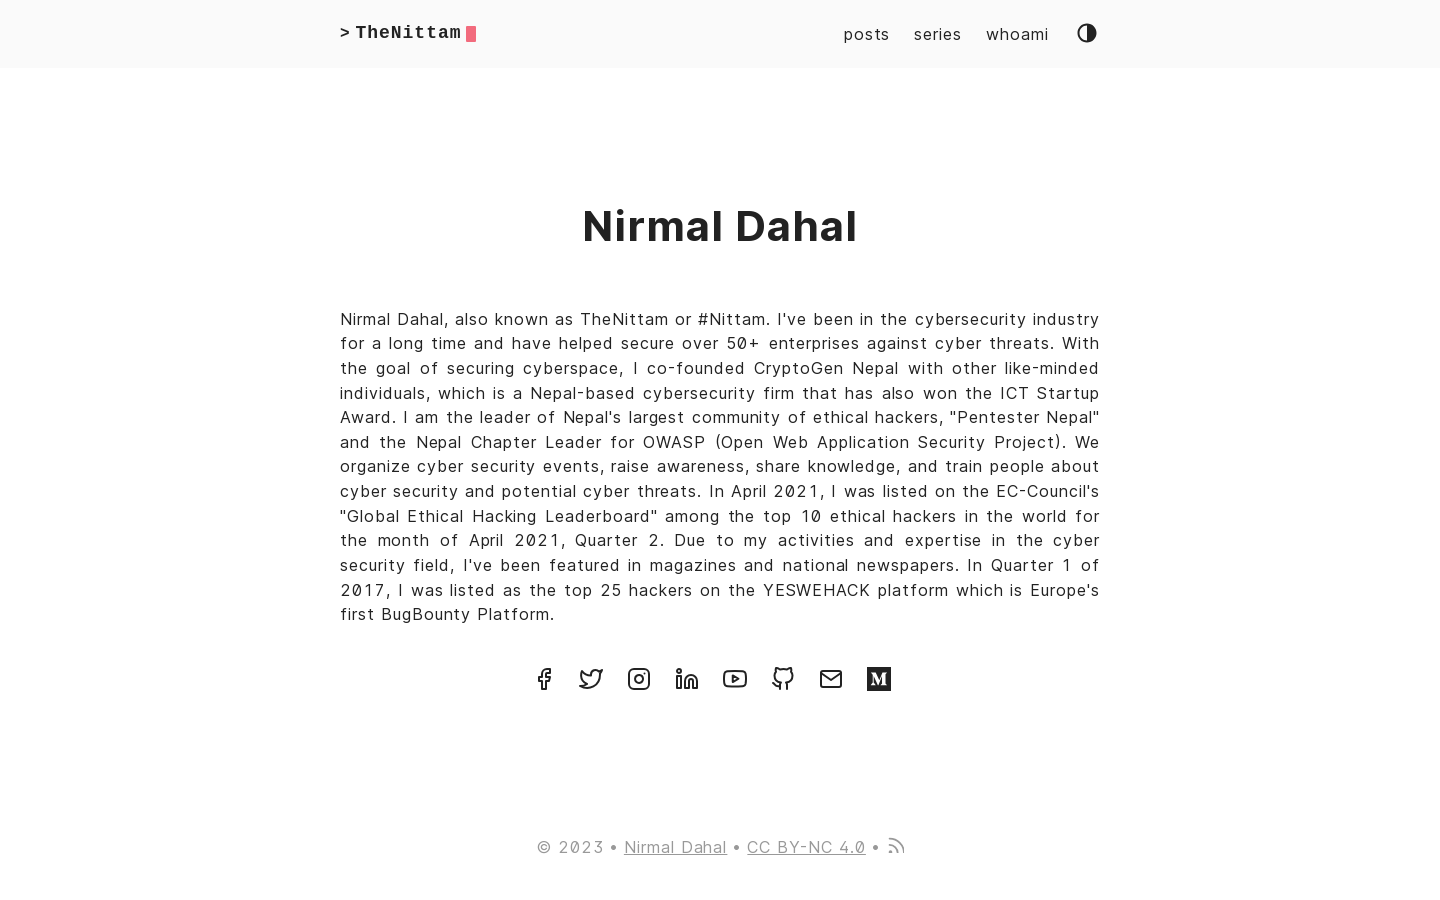 > TheNittam
posts series whoami
Nirmal Dahal
Nirmal Dahal, also known as TheNittam or #Nittam. I've been in the cybersecurity industry
for a long time and have helped secure over 50+ enterprises against cyber threats. With
the goal of securing cyberspace, I co-founded CryptoGen Nepal with other like-minded
individuals, which is a Nepal-based cybersecurity firm that has also won the ICT Startup
Award. I am the leader of Nepal's largest community of ethical hackers, "Pentester Nepal"
and the Nepal Chapter Leader for OWASP (Open Web Application Security Project). We
organize cyber security events, raise awareness, share knowledge, and train people about
cyber security and potential cyber threats. In April 2021, I was listed on the EC-Council's
"Global Ethical Hacking Leaderboard" among the top 10 ethical hackers in the world for
the month of April 2021, Quarter 2. Due to my activities and expertise in the cyber
security field, I've been featured in magazines and national newspapers. In Quarter 1 of
2017, I was listed as the top 25 hackers on the YESWEHACK platform which is Europe's
first BugBounty Platform.
© 2023 • Nirmal Dahal • CC BY-NC 4.0 •